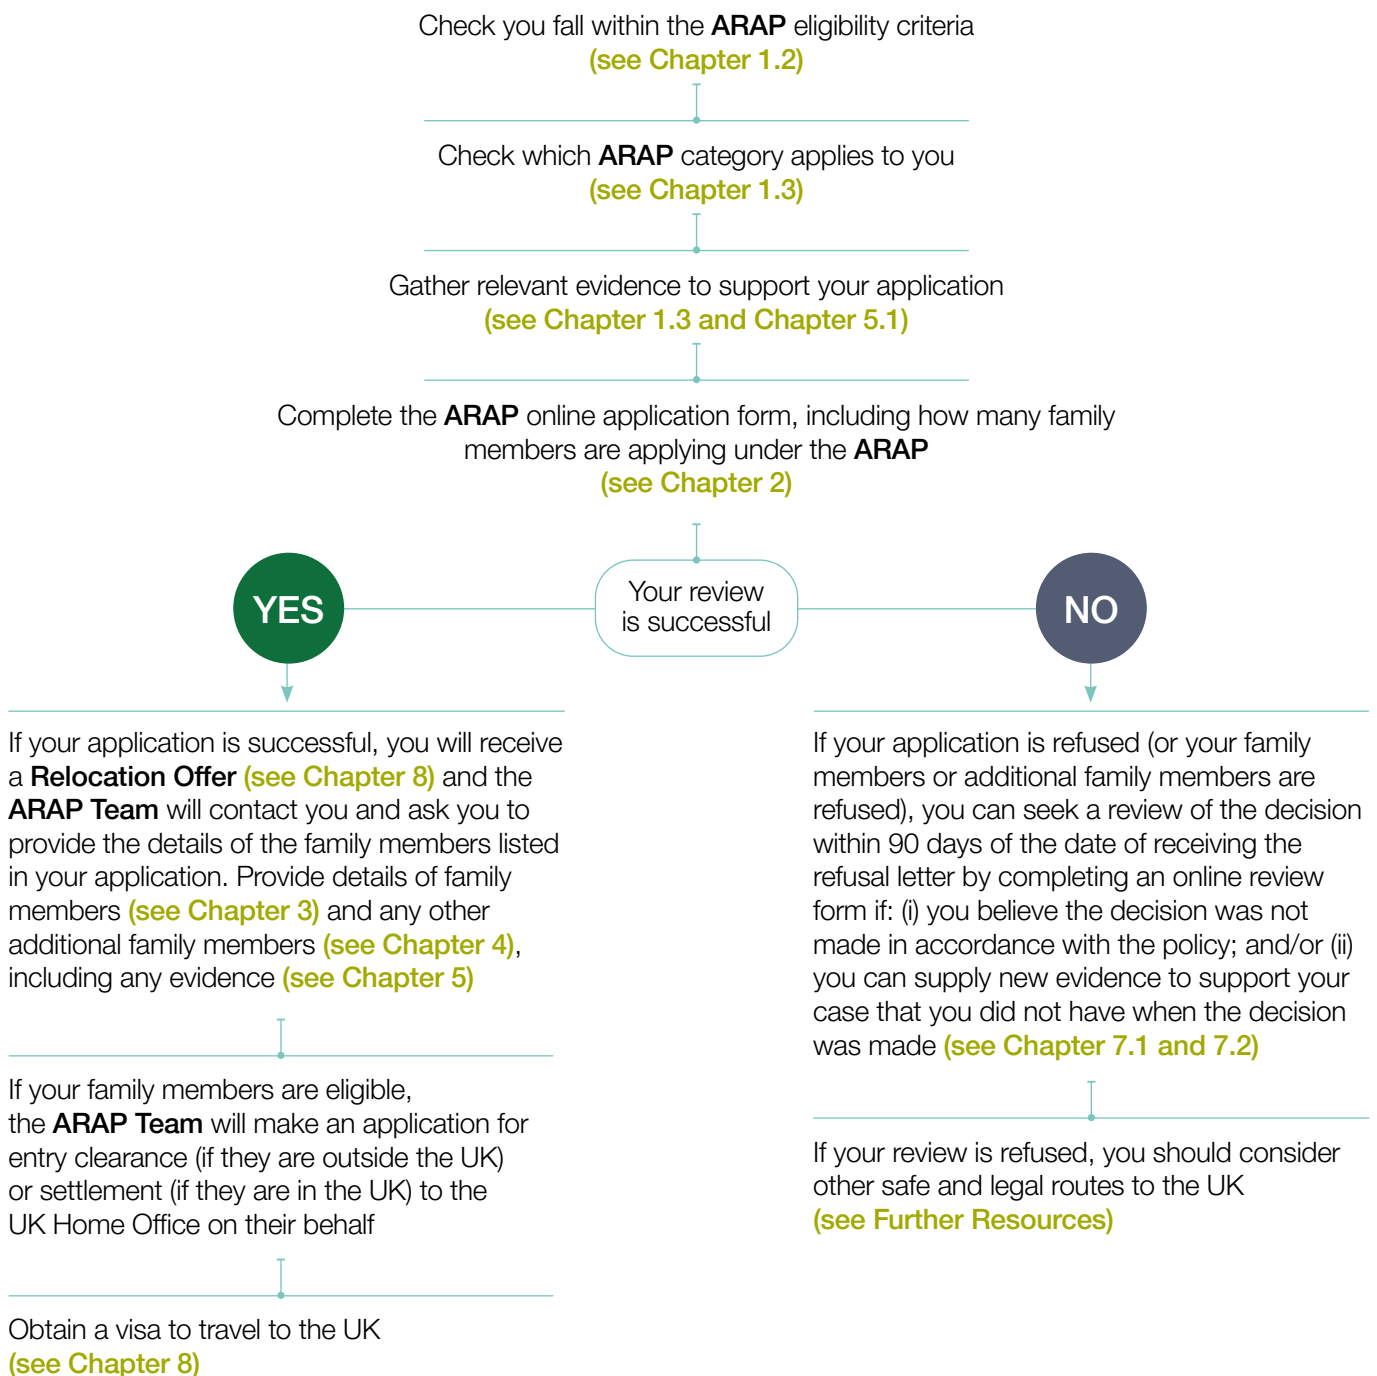 Check you fall within the ARAP eligibility criteria
(see Chapter 1.2)
Check which ARAP category applies to you
(see Chapter 1.3)
Gather relevant evidence to support your application
(see Chapter 1.3 and Chapter 5.1)
Complete the ARAP online application form, including how many family
members are applying under the ARAP
(see Chapter 2)
Your review
is successful
YES
If your application is successful, you will receive
a Relocation Offer (see Chapter 8) and the
ARAP Team will contact you and ask you to
provide the details of the family members listed
in your application. Provide details of family
members (see Chapter 3) and any other
additional family members (see Chapter 4),
including any evidence (see Chapter 5)
If your family members are eligible,
the ARAP Team will make an application for
entry clearance (if they are outside the UK)
or settlement (if they are in the UK) to the
UK Home Office on their behalf
Obtain a visa to travel to the UK
(see Chapter 8)
NO
If your application is refused (or your family
members or additional family members are
refused), you can seek a review of the decision
within 90 days of the date of receiving the
refusal letter by completing an online review
form if: (i) you believe the decision was not
made in accordance with the policy; and/or (ii)
you can supply new evidence to support your
case that you did not have when the decision
was made (see Chapter 7.1 and 7.2)
If your review is refused, you should consider
other safe and legal routes to the UK
(see Further Resources)